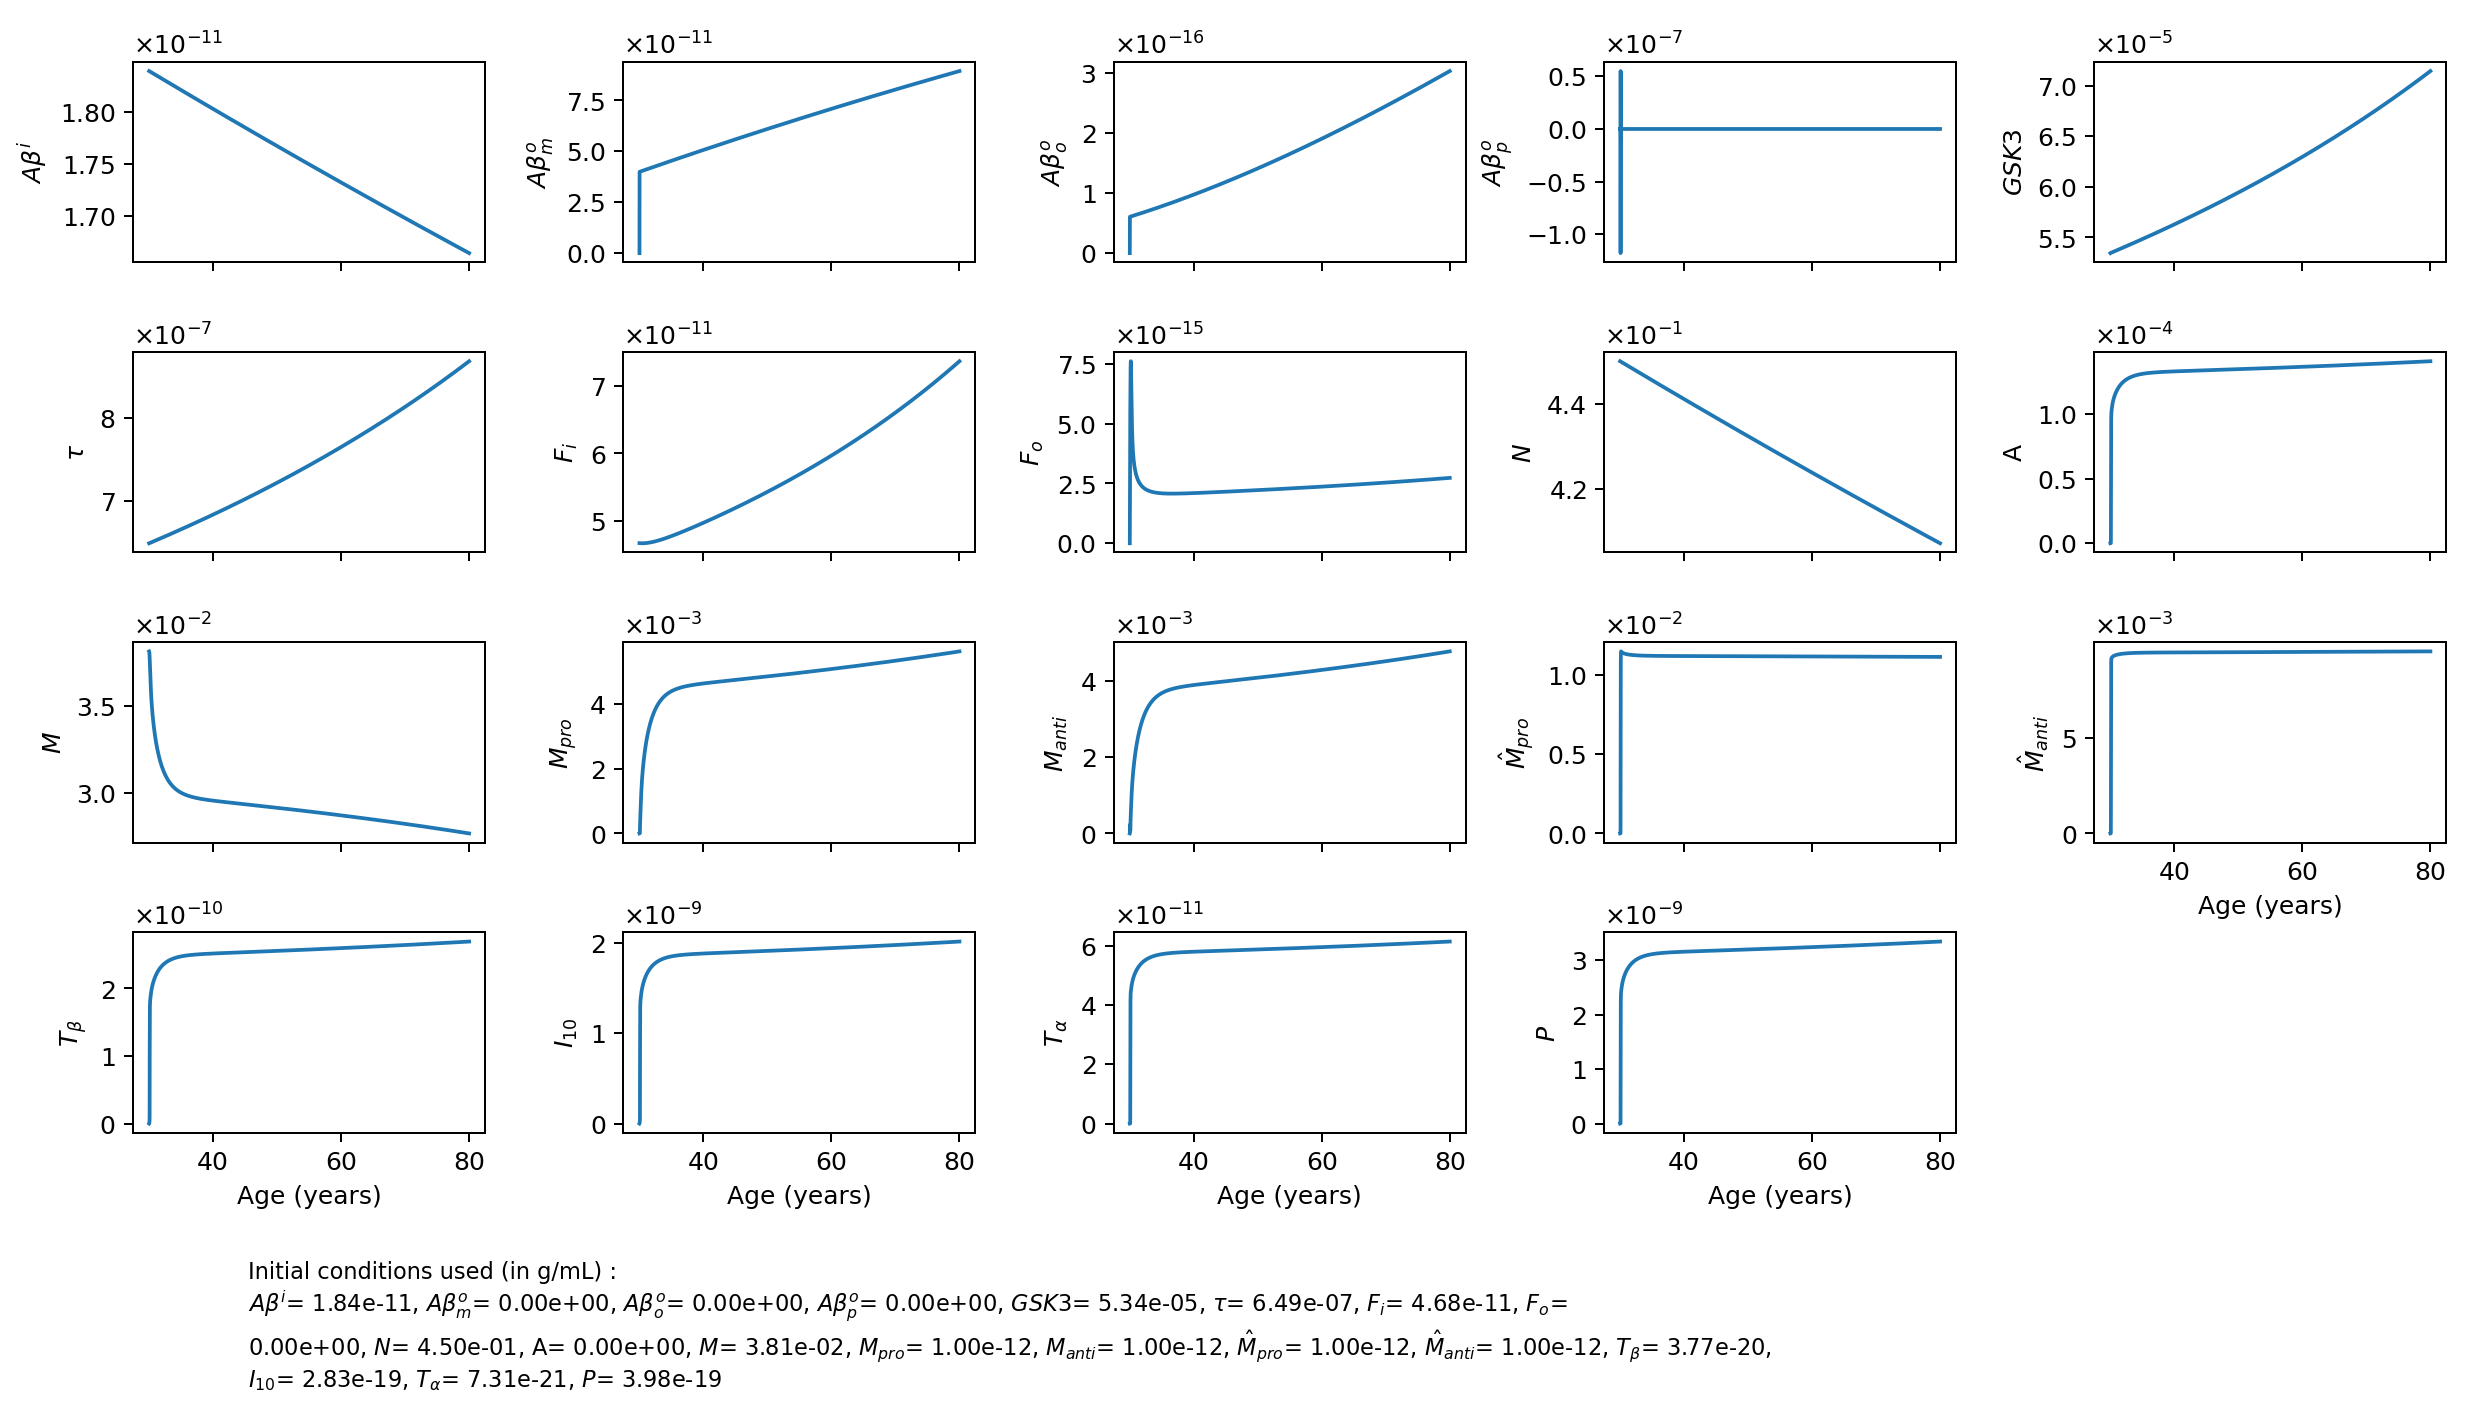 ×10⁻¹¹ ×10⁻¹¹ ×10⁻¹⁶ ×10⁻⁷ ×10⁻⁵
Aβⁱ 1.80 1.75 1.70
Aβₘᵒ 7.5 5.0 2.5 0.0
Aβₒᵒ 3 2 1 0
Aβₚᵒ 0.5 0.0 −0.5 −1.0
GSK3 7.0 6.5 6.0 5.5
×10⁻⁷ ×10⁻¹¹ ×10⁻¹⁵ ×10⁻¹ ×10⁻⁴
τ 8 7
Fᵢ 7 6 5
Fₒ 7.5 5.0 2.5 0.0
N 4.4 4.2
A 1.0 0.5 0.0
×10⁻² ×10⁻³ ×10⁻³ ×10⁻² ×10⁻³
M 3.5 3.0
M_pro 4 2 0
M_anti 4 2 0
M̂_pro 1.0 0.5 0.0
M̂_anti 5 0
40 60 80
Age (years)
×10⁻¹⁰ ×10⁻⁹ ×10⁻¹¹ ×10⁻⁹
T_β 2 1 0
I₁₀ 2 1 0
T_α 6 4 2 0
P 3 2 1 0
40 60 80 40 60 80 40 60 80 40 60 80
Age (years) Age (years) Age (years) Age (years)
Initial conditions used (in g/mL) :
Aβⁱ= 1.84e-11, Aβₘᵒ= 0.00e+00, Aβₒᵒ= 0.00e+00, Aβₚᵒ= 0.00e+00, GSK3= 5.34e-05, τ= 6.49e-07, Fᵢ= 4.68e-11, Fₒ=
0.00e+00, N= 4.50e-01, A= 0.00e+00, M= 3.81e-02, M_pro= 1.00e-12, M_anti= 1.00e-12, M̂_pro= 1.00e-12, M̂_anti= 1.00e-12, T_β= 3.77e-20,
I₁₀= 2.83e-19, T_α= 7.31e-21, P= 3.98e-19